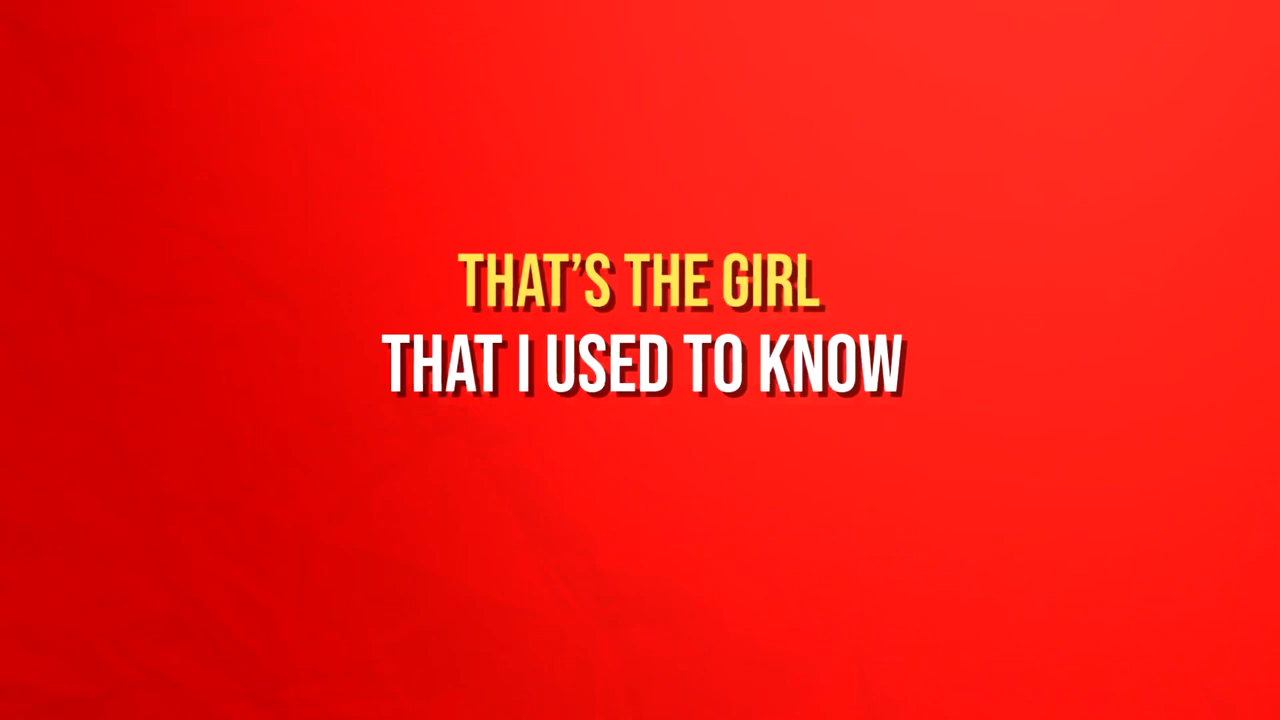 THAT’S THE GIRL
THAT I USED TO KNOW